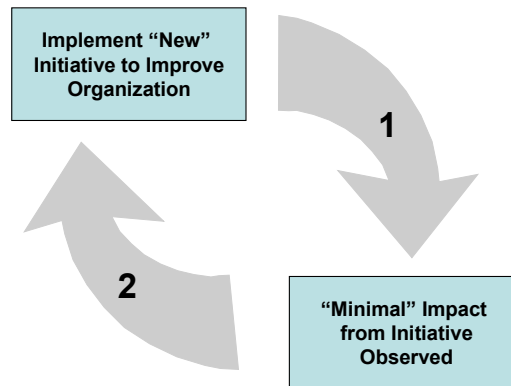 Implement “New”
Initiative to Improve
Organization
1
2
“Minimal” Impact
from Initiative
Observed